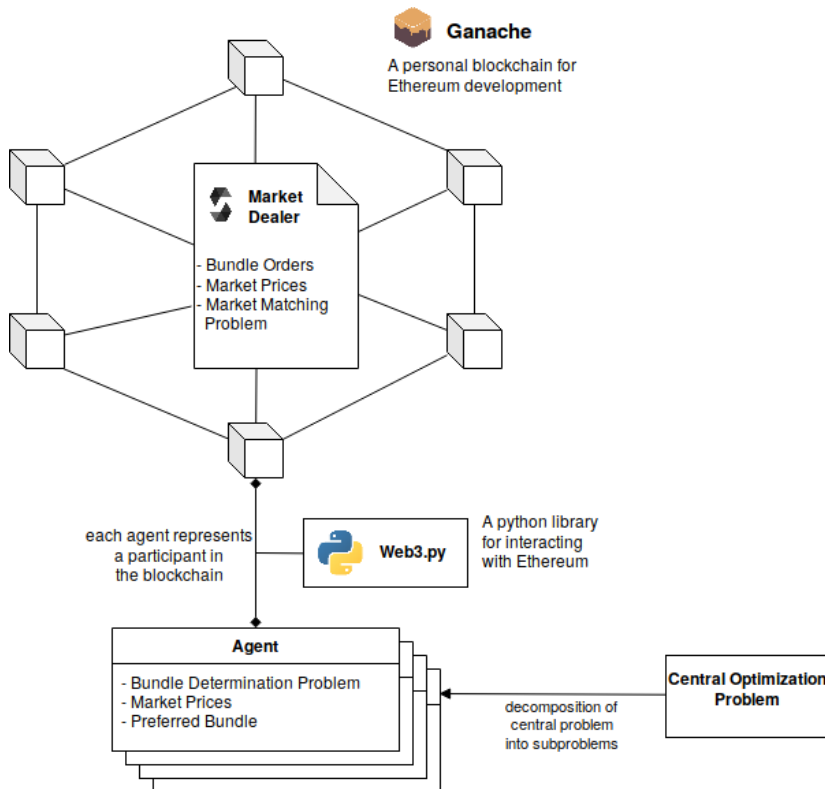 Ganache
A personal blockchain for
Ethereum development
Market
Dealer
- Bundle Orders
- Market Prices
- Market Matching
Problem
each agent represents
a participant in
the blockchain
Web3.py
A python library
for interacting
with Ethereum
Agent
- Bundle Determination Problem
- Market Prices
- Preferred Bundle
decomposition of
central problem
into subproblems
Central Optimization
Problem